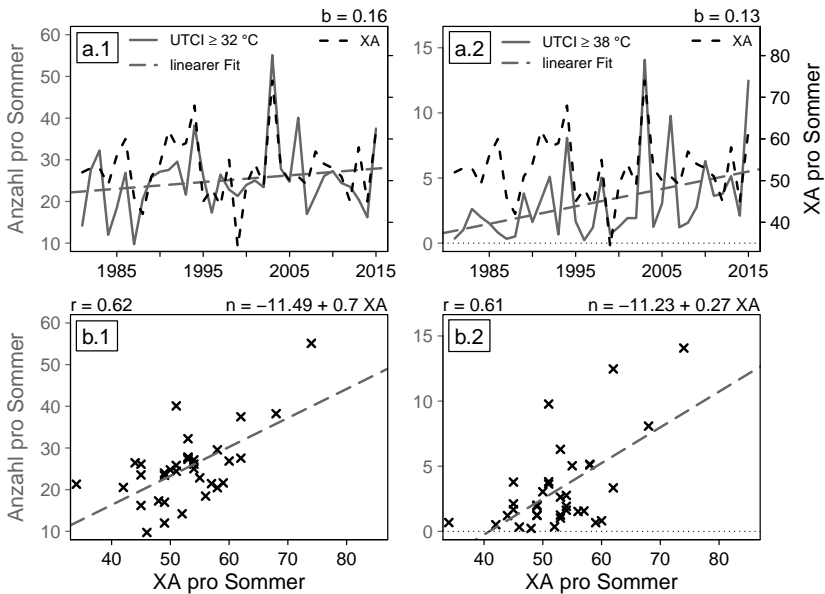 b = 0.16
b = 0.13
a.1
UTCI ≥ 32 °C
XA
linearer Fit
a.2
UTCI ≥ 38 °C
XA
linearer Fit
Anzahl pro Sommer
60
50
40
30
20
10
15
10
5
0
80
70
60
50
40
XA pro Sommer
1985
1995
2005
2015
1985
1995
2005
2015
r = 0.62
n = −11.49 + 0.7 XA
r = 0.61
n = −11.23 + 0.27 XA
b.1
b.2
Anzahl pro Sommer
60
50
40
30
20
10
15
10
5
0
40
50
60
70
80
40
50
60
70
80
XA pro Sommer
XA pro Sommer